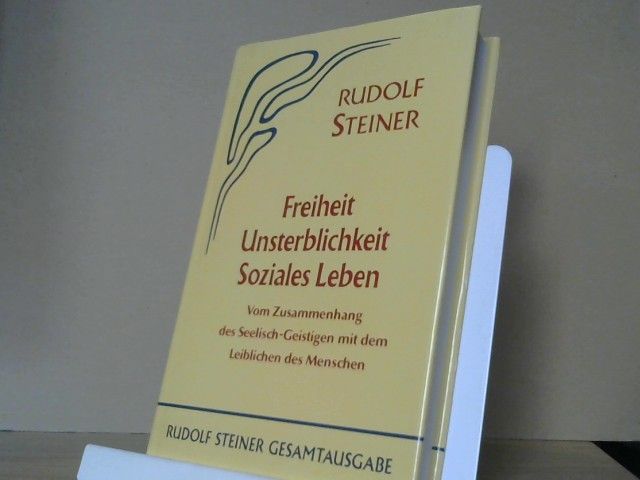 RUDOLF
STEINER
Freiheit
Unsterblichkeit
Soziales Leben
Vom Zusammenhang
des Seelisch-Geistigen mit dem
Leiblichen des Menschen
RUDOLF STEINER GESAMTAUSGABE